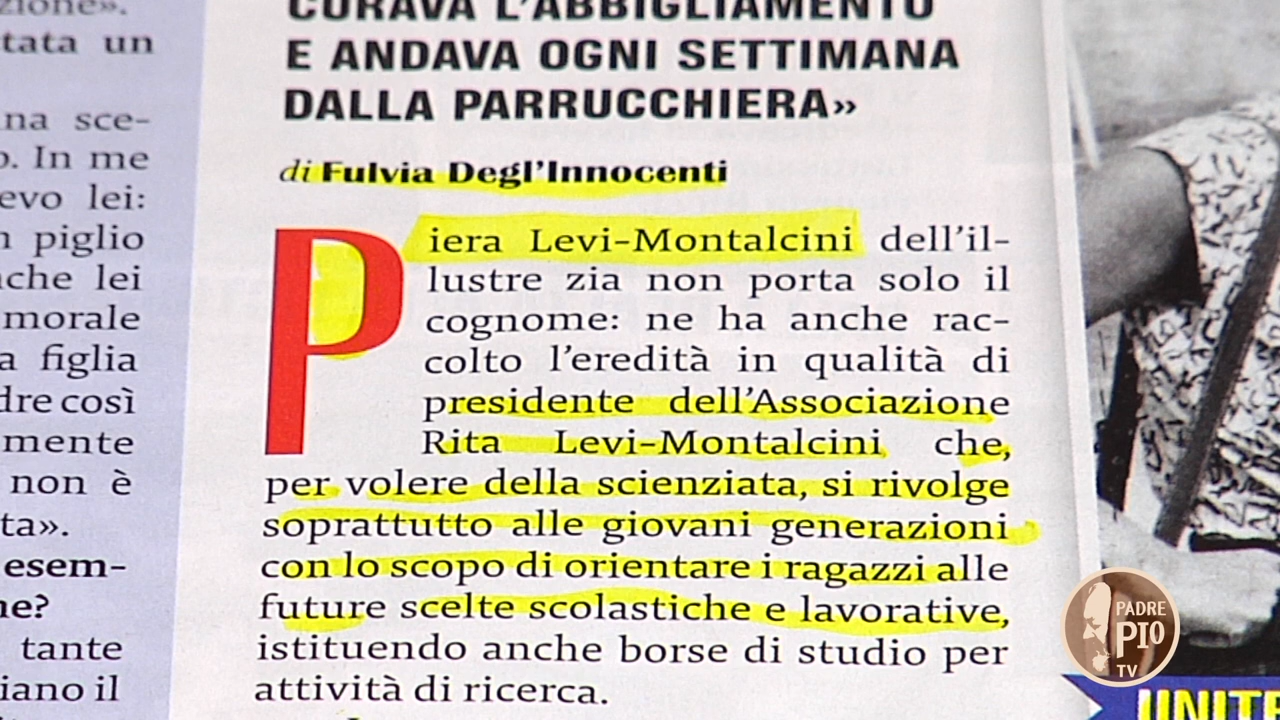 zione».
tata un
na sce-
o. In me
evo lei:
n piglio
nche lei
morale
a figlia
dre così
mente
non è
ta».
esem-
ne?
tante
iano il
CURAVA L'ABBIGLIAMENTO
E ANDAVA OGNI SETTIMANA
DALLA PARRUCCHIERA»
di Fulvia Degl'Innocenti
Piera Levi-Montalcini dell'il-
lustre zia non porta solo il
cognome: ne ha anche rac-
colto l'eredità in qualità di
presidente dell'Associazione
Rita Levi-Montalcini che,
per volere della scienziata, si rivolge
soprattutto alle giovani generazioni
con lo scopo di orientare i ragazzi alle
future scelte scolastiche e lavorative,
istituendo anche borse di studio per
attività di ricerca.
PADRE
PIO
TV
UNITE